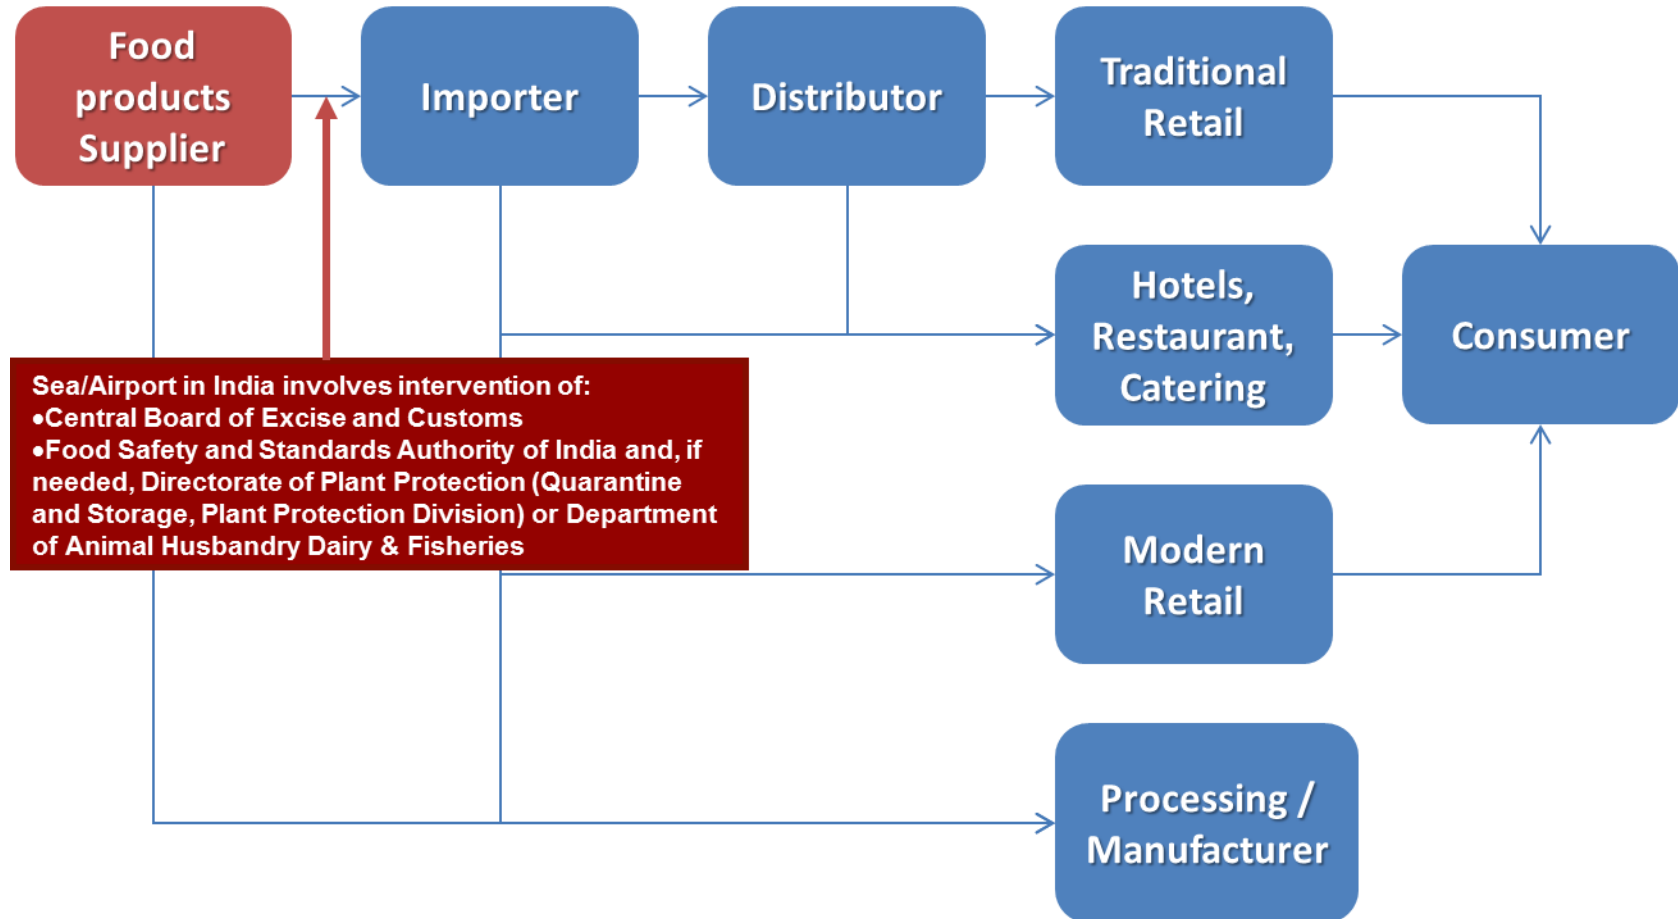 Food
products
Supplier
Importer
Distributor
Traditional
Retail
Hotels,
Restaurant,
Catering
Consumer
Sea/Airport in India involves intervention of:
•Central Board of Excise and Customs
•Food Safety and Standards Authority of India and, if
needed, Directorate of Plant Protection (Quarantine
and Storage, Plant Protection Division) or Department
of Animal Husbandry Dairy & Fisheries
Modern
Retail
Processing /
Manufacturer